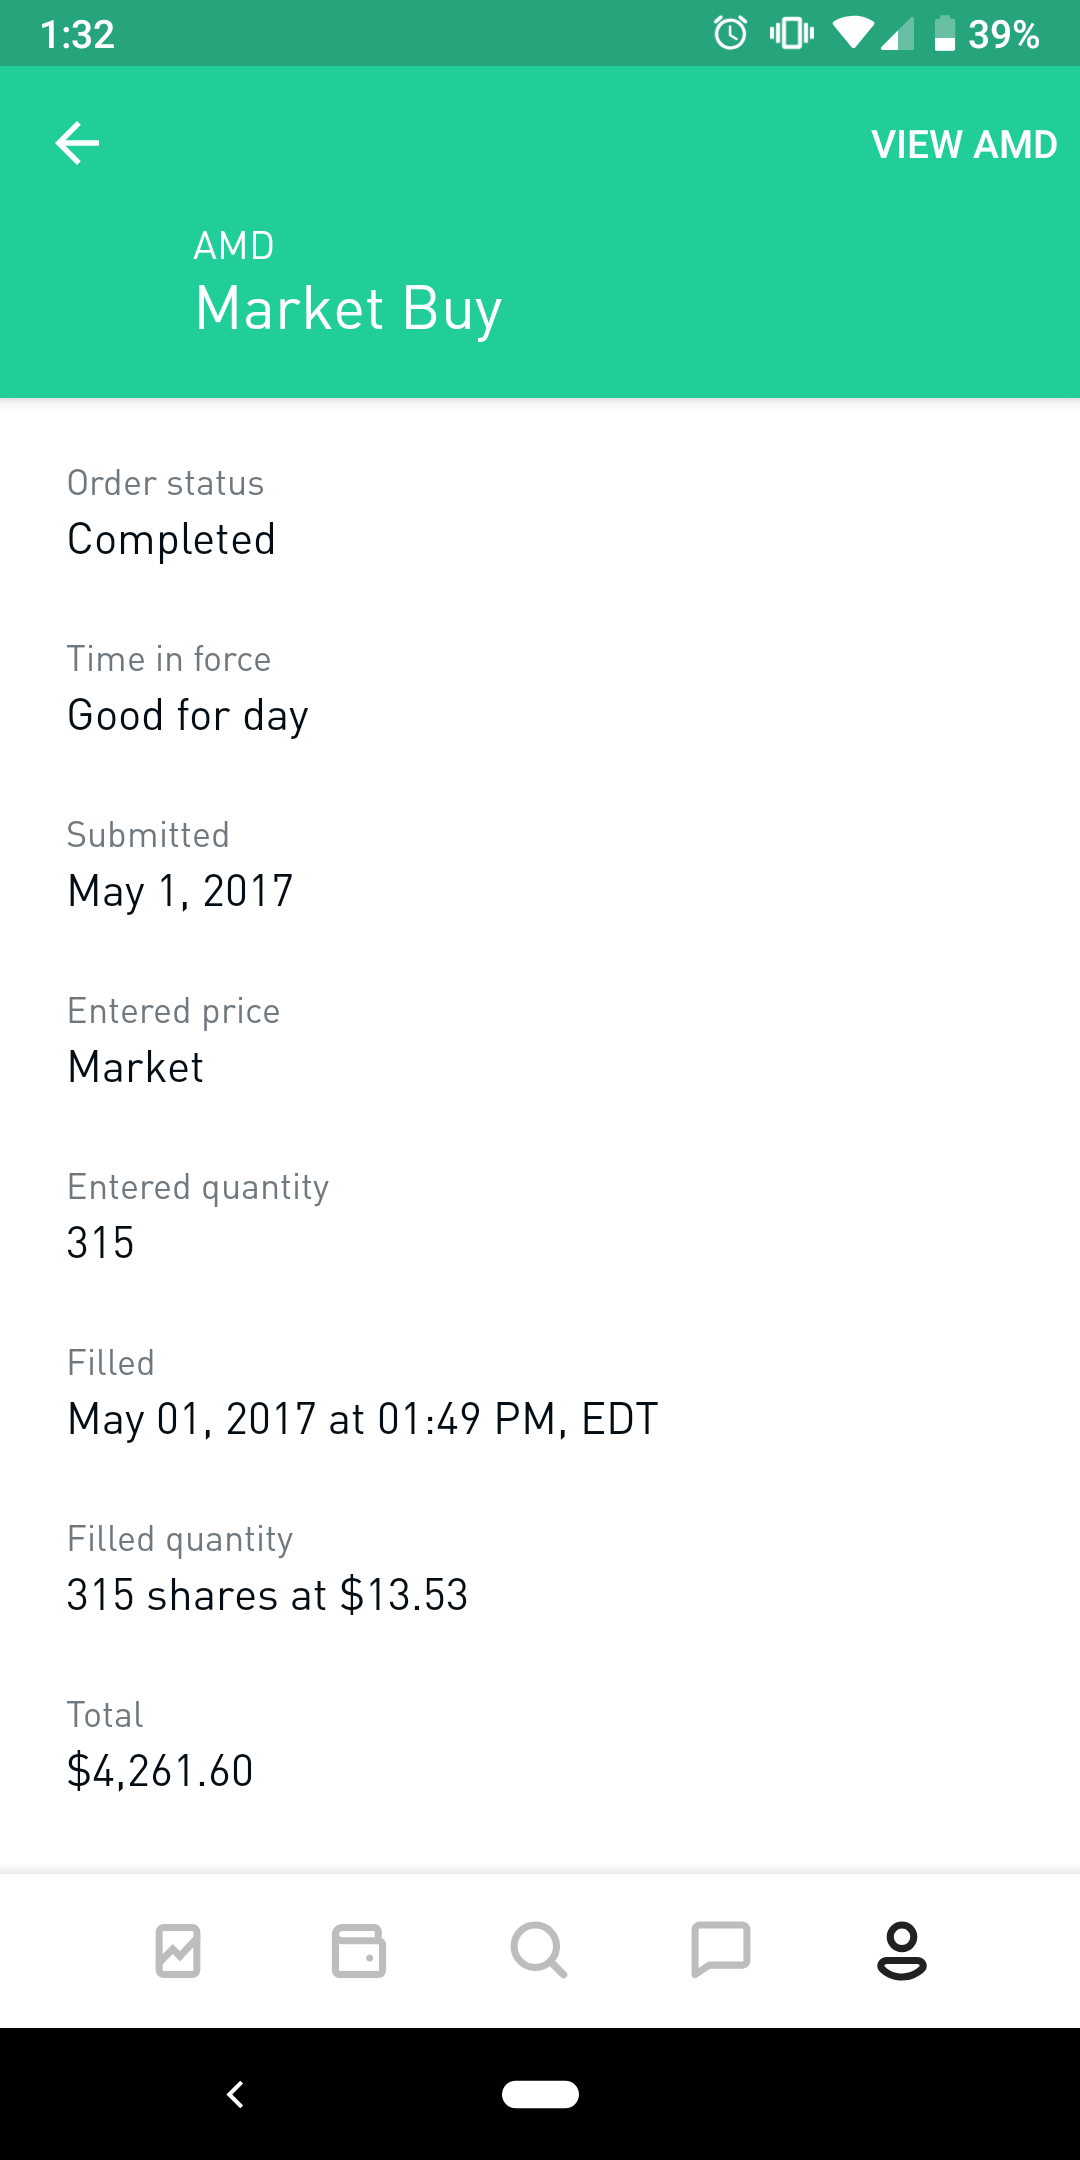 1:32
39%
VIEW AMD
AMD
Market Buy
Order status
Completed
Time in force
Good for day
Submitted
May 1, 2017
Entered price
Market
Entered quantity
315
Filled
May 01, 2017 at 01:49 PM, EDT
Filled quantity
315 shares at $13.53
Total
$4,261.60